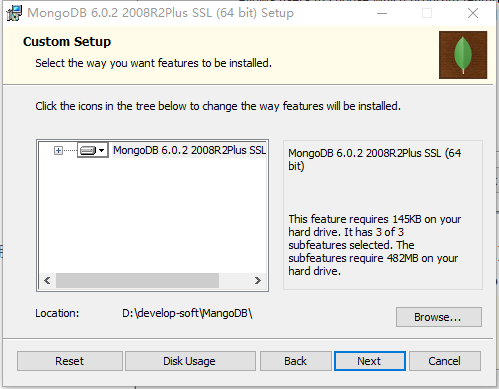 MongoDB 6.0.2 2008R2Plus SSL (64 bit) Setup
Custom Setup
Select the way you want features to be installed.
Click the icons in the tree below to change the way features will be installed.
MongoDB 6.0.2 2008R2Plus SSL
MongoDB 6.0.2 2008R2Plus SSL (64
bit)
This feature requires 145KB on your
hard drive. It has 3 of 3
subfeatures selected. The
subfeatures require 482MB on your
hard drive.
Location: D:\develop-soft\MangoDB\
Browse...
Reset Disk Usage Back Next Cancel